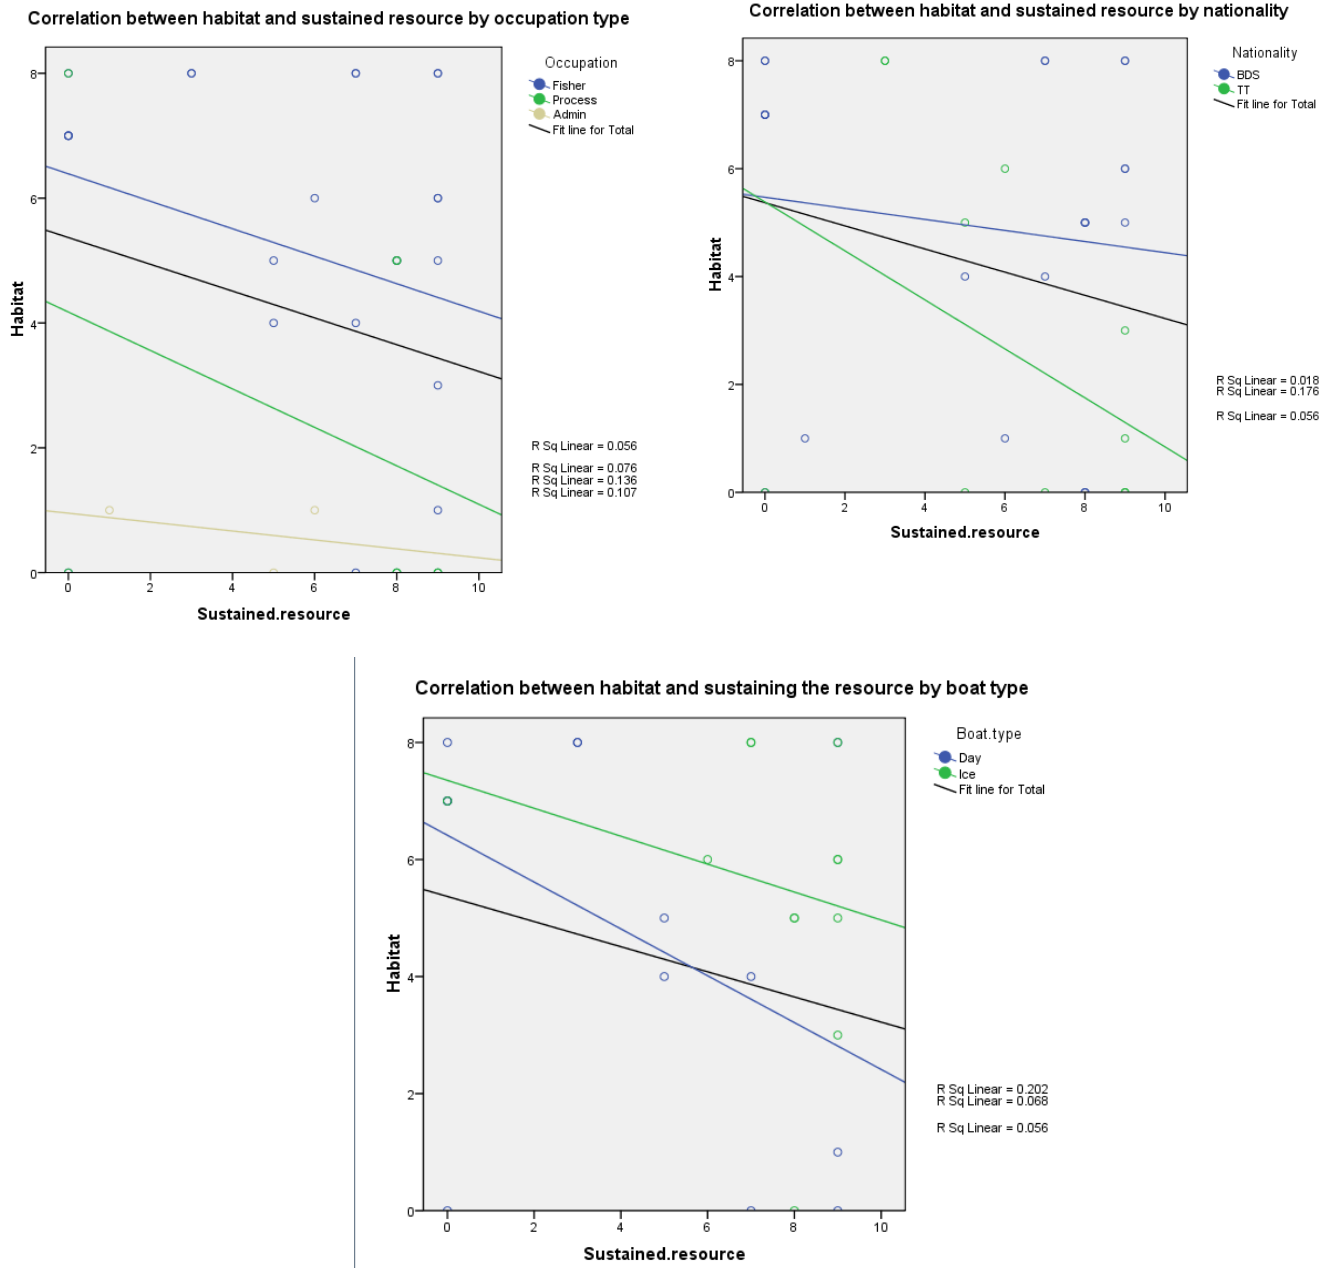 Correlation between habitat and sustained resource by occupation type
Occupation
Fisher
Process
Admin
Fit line for Total
8
6
4
2
0
Habitat
R Sq Linear = 0.056
R Sq Linear = 0.076
R Sq Linear = 0.136
R Sq Linear = 0.107
0 2 4 6 8 10
Sustained.resource
Correlation between habitat and sustained resource by nationality
Nationality
BDS
TT
Fit line for Total
8
6
4
2
0
Habitat
R Sq Linear = 0.018
R Sq Linear = 0.176
R Sq Linear = 0.056
0 2 4 6 8 10
Sustained.resource
Correlation between habitat and sustaining the resource by boat type
Boat.type
Day
Ice
Fit line for Total
8
6
4
2
0
Habitat
R Sq Linear = 0.202
R Sq Linear = 0.068
R Sq Linear = 0.056
0 2 4 6 8 10
Sustained.resource